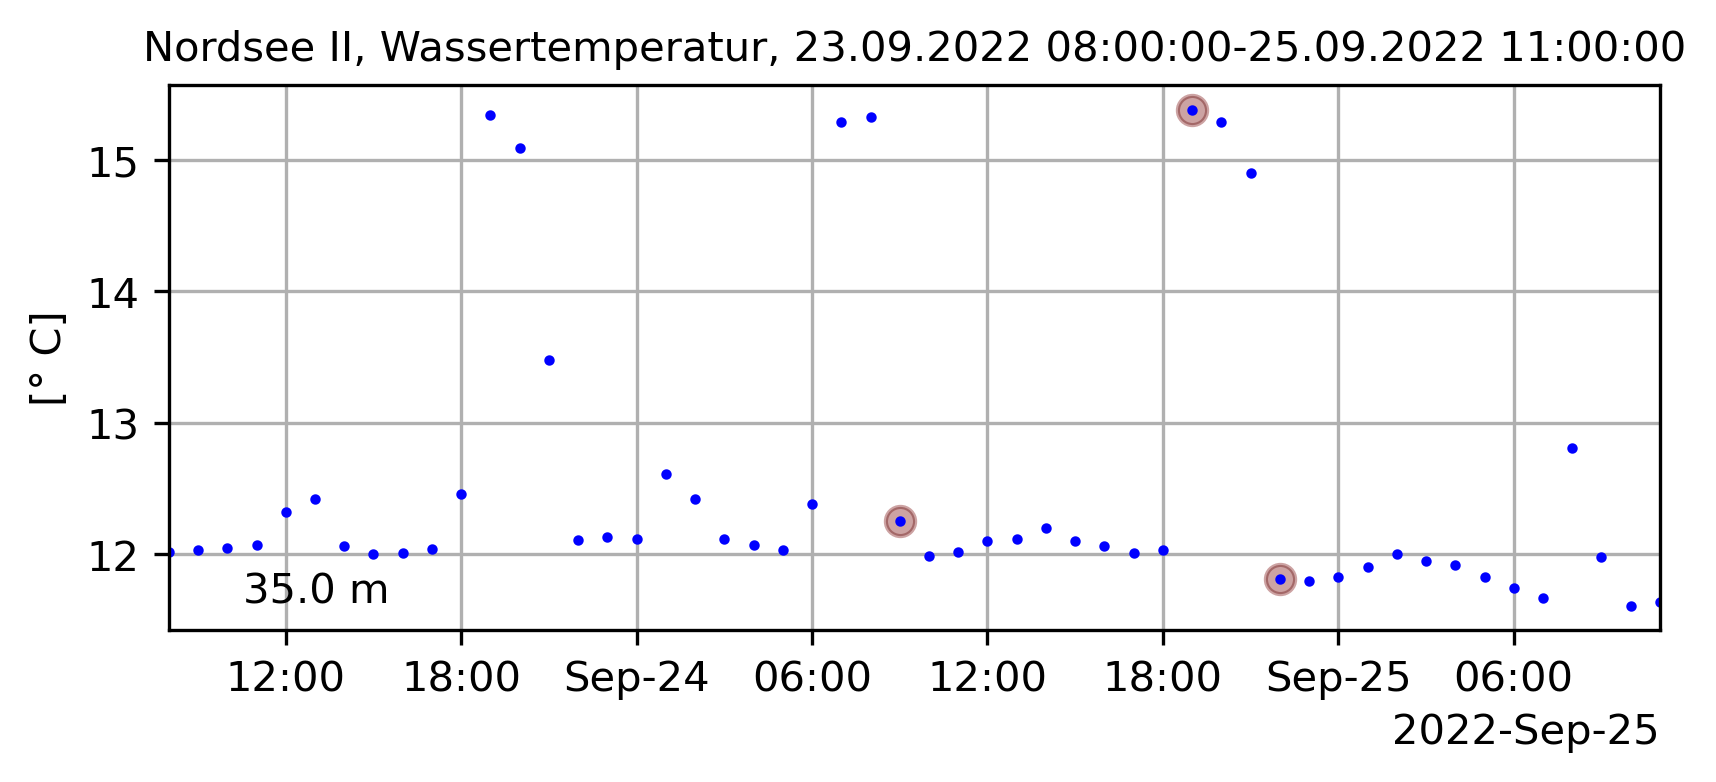 Nordsee II, Wassertemperatur, 23.09.2022 08:00:00-25.09.2022 11:00:00
[° C]
15
14
13
12
35.0 m
12:00 18:00 Sep-24 06:00 12:00 18:00 Sep-25 06:00
2022-Sep-25